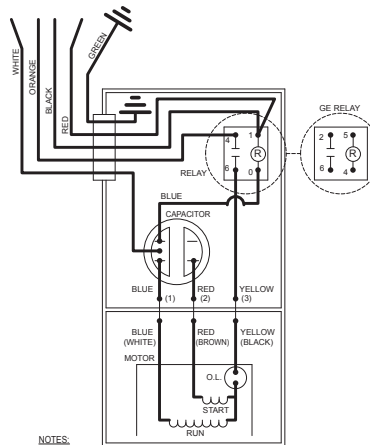 WHITE
ORANGE
BLACK
RED
GREEN
GE RELAY
4
1
R
6
0
2
5
R
6
4
RELAY
BLUE
CAPACITOR
BLUE
(1)
RED
(2)
YELLOW
(3)
BLUE
(WHITE)
RED
(BROWN)
YELLOW
(BLACK)
MOTOR
O.L.
START
RUN
NOTES: